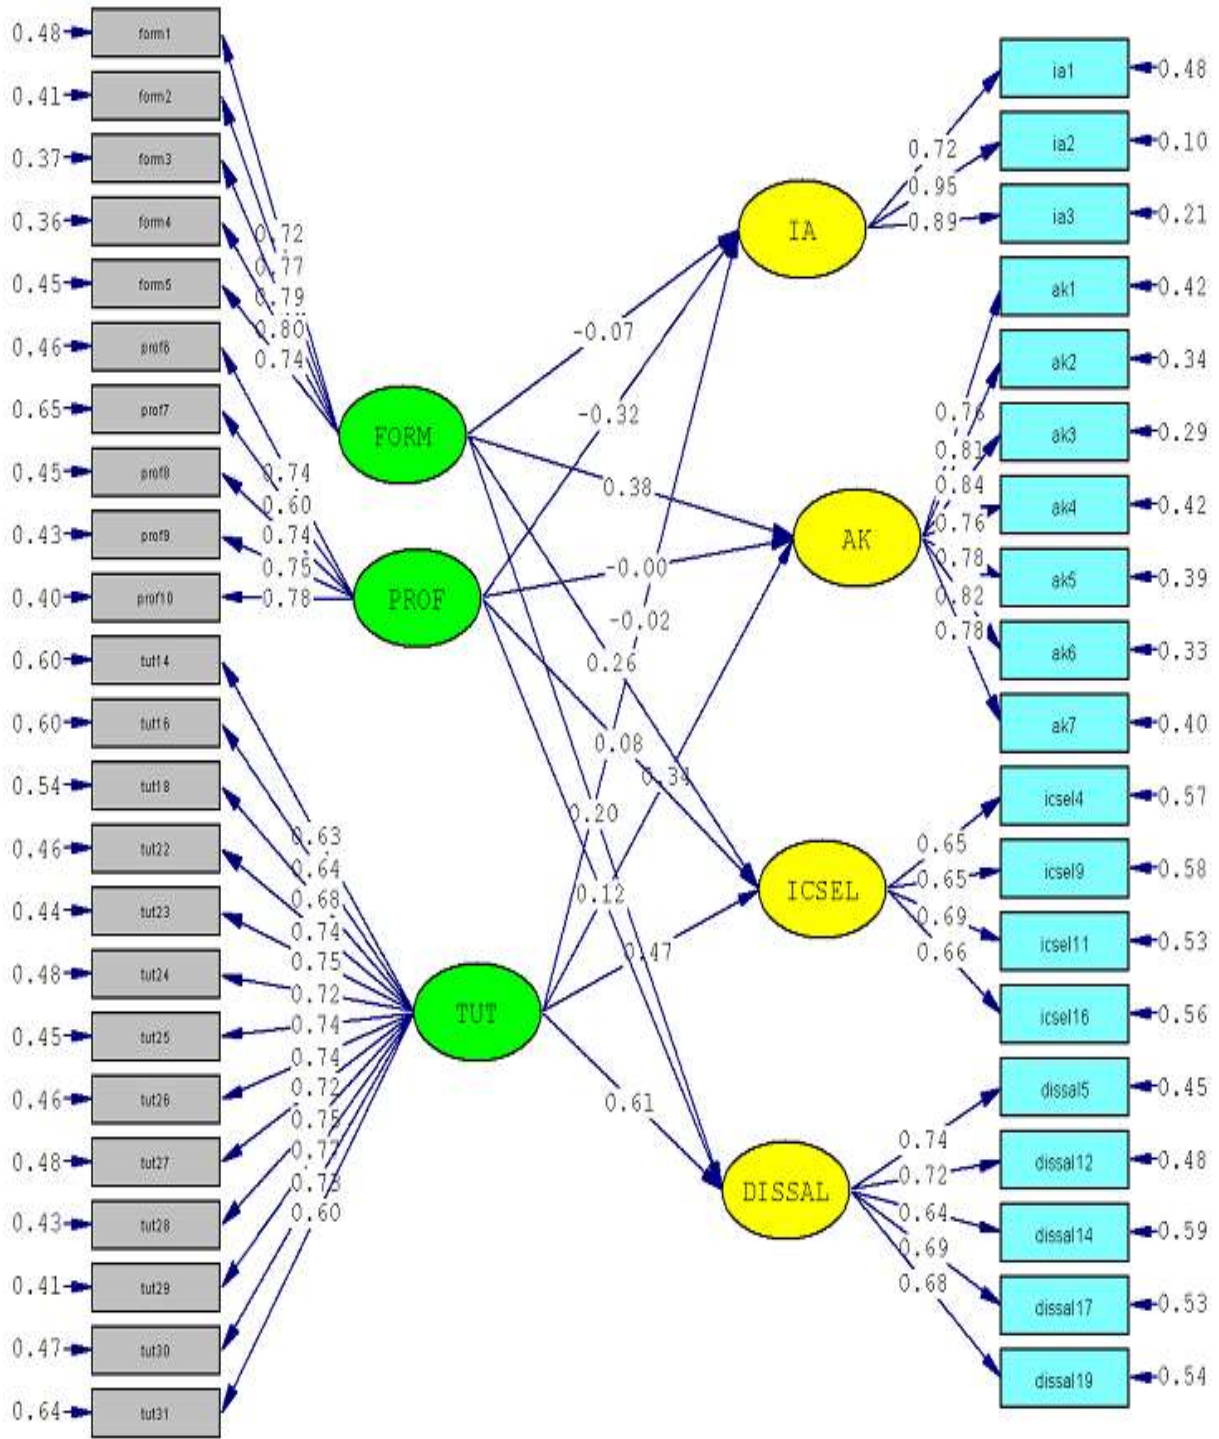 0.48 form1
0.41 form2
0.37 form3
0.36 form4
0.45 form5
0.46 prof6
0.65 prof7
0.45 prof8
0.43 prof9
0.40 prof10
0.60 tut14
0.60 tut16
0.54 tut18
0.46 tut22
0.44 tut23
0.48 tut24
0.45 tut25
0.46 tut26
0.48 tut27
0.43 tut28
0.41 tut29
0.47 tut30
0.64 tut31
0.72
0.77
0.79
0.80
0.74
0.74
0.60
0.74
0.75
0.78
0.63
0.64
0.68
0.74
0.75
0.72
0.74
0.74
0.72
0.75
0.77
0.73
0.60
FORM
PROF
TUT
-0.07
-0.32
0.38
-0.00
-0.02
0.26
0.08
0.34
0.20
0.12
0.47
0.61
IA
AK
ICSEL
DISSAL
0.72
0.95
0.89
0.76
0.81
0.84
0.76
0.78
0.82
0.78
0.65
0.65
0.69
0.66
0.74
0.72
0.64
0.69
0.68
ia1 0.48
ia2 0.10
ia3 0.21
ak1 0.42
ak2 0.34
ak3 0.29
ak4 0.42
ak5 0.39
ak6 0.33
ak7 0.40
icsel4 0.57
icsel9 0.58
icsel11 0.53
icsel16 0.56
dissal5 0.45
dissal12 0.48
dissal14 0.59
dissal17 0.53
dissal19 0.54